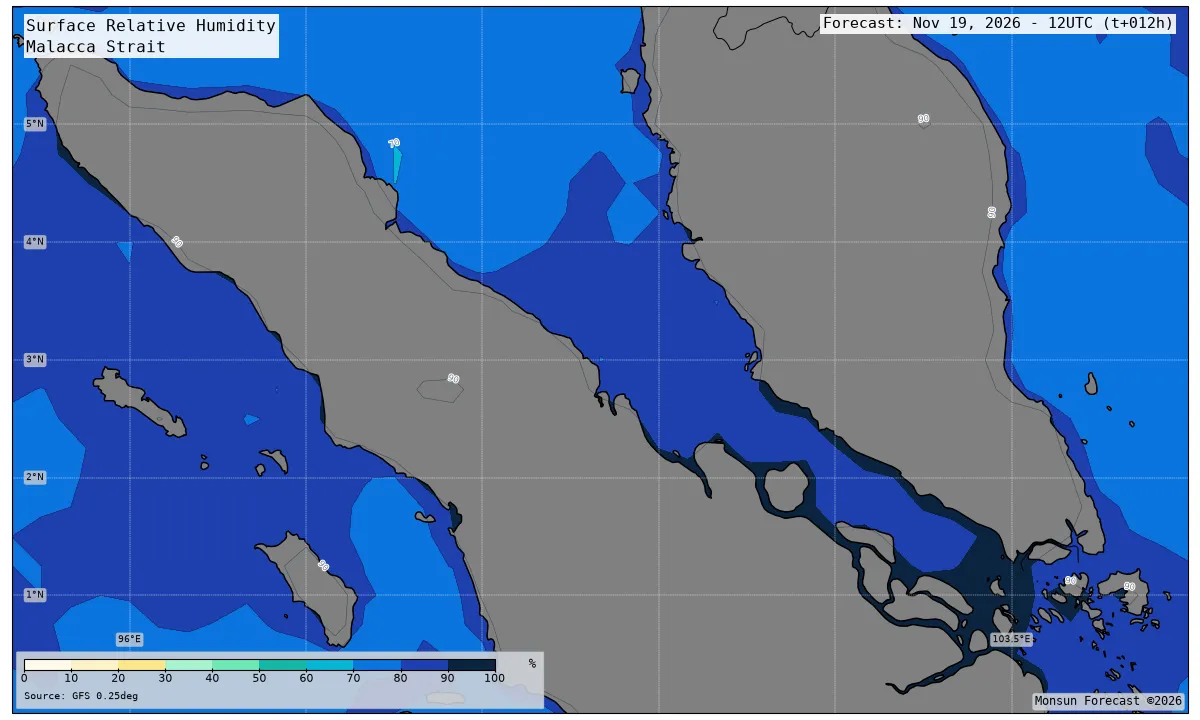 Surface Relative Humidity
Malacca Strait
Forecast: Nov 19, 2026 - 12UTC (t+012h)
90
5°N
70
90
4°N
90
3°N
90
2°N
90
90
90
1°N
96°E
103.5°E
%
0 10 20 30 40 50 60 70 80 90 100
Source: GFS 0.25deg
Monsun Forecast ©2026